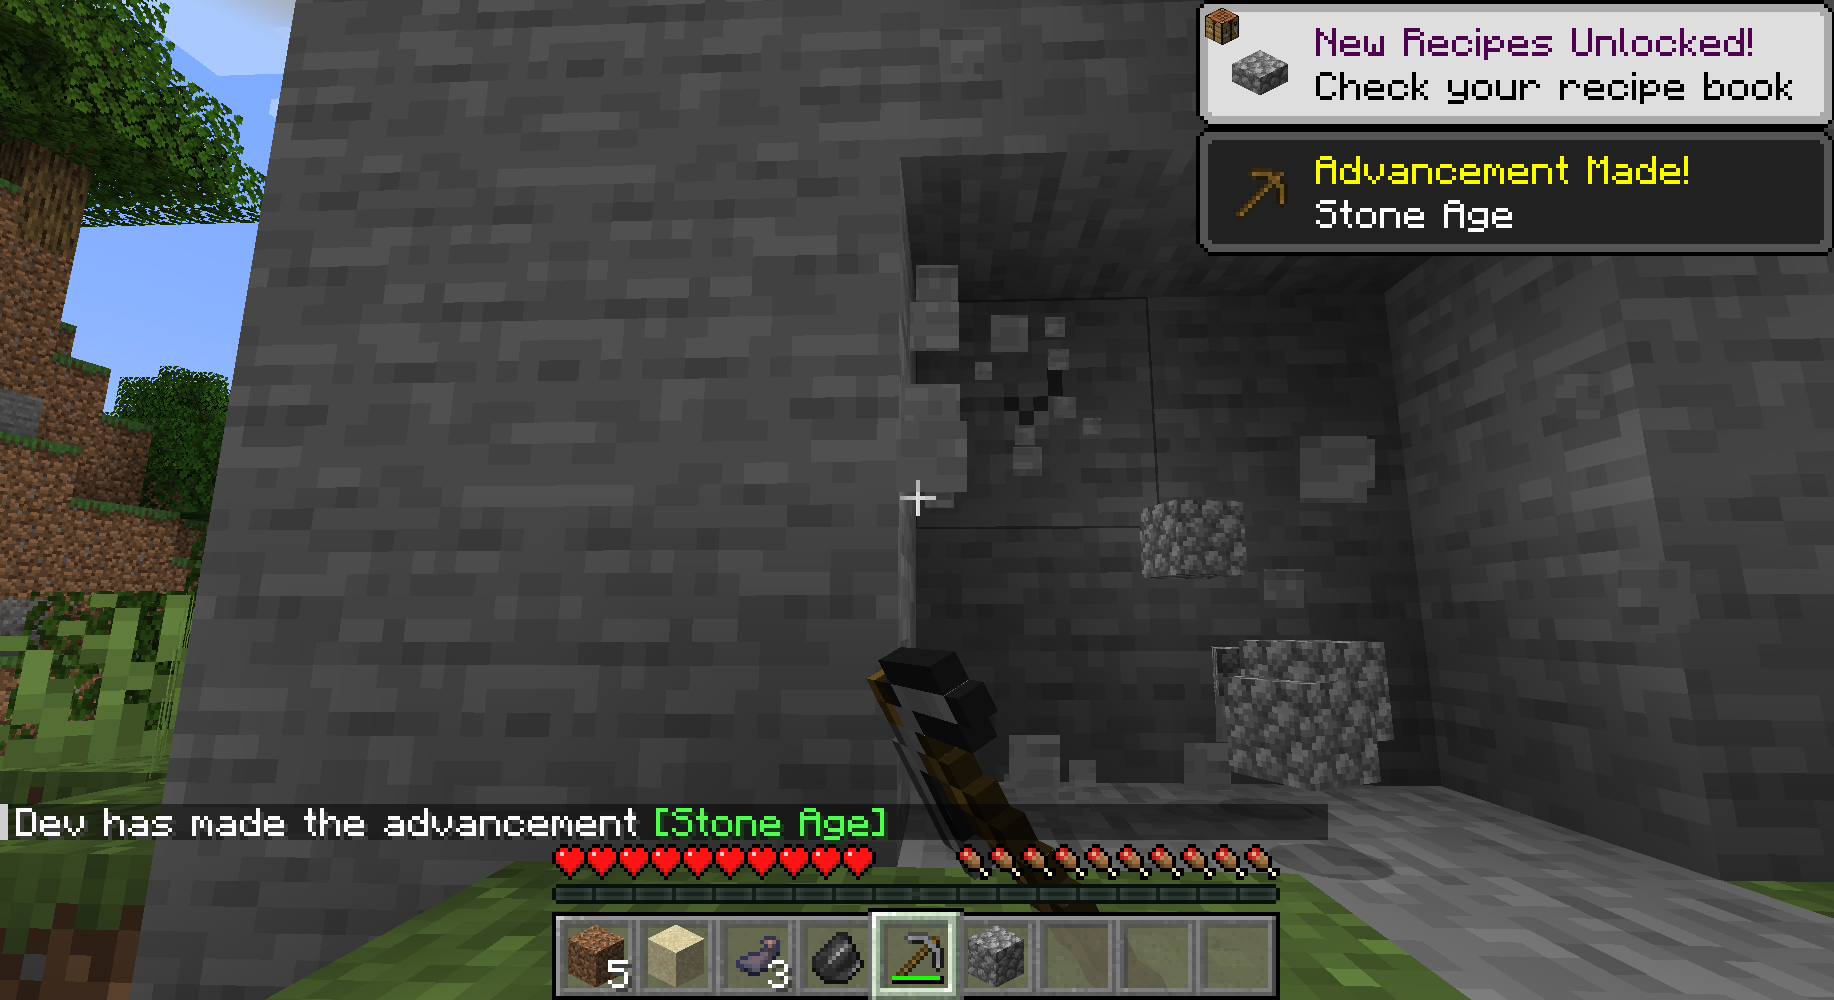 New Recipes Unlocked!
Check your recipe book
Advancement Made!
Stone Age
Dev has made the advancement [Stone Age]
5
3